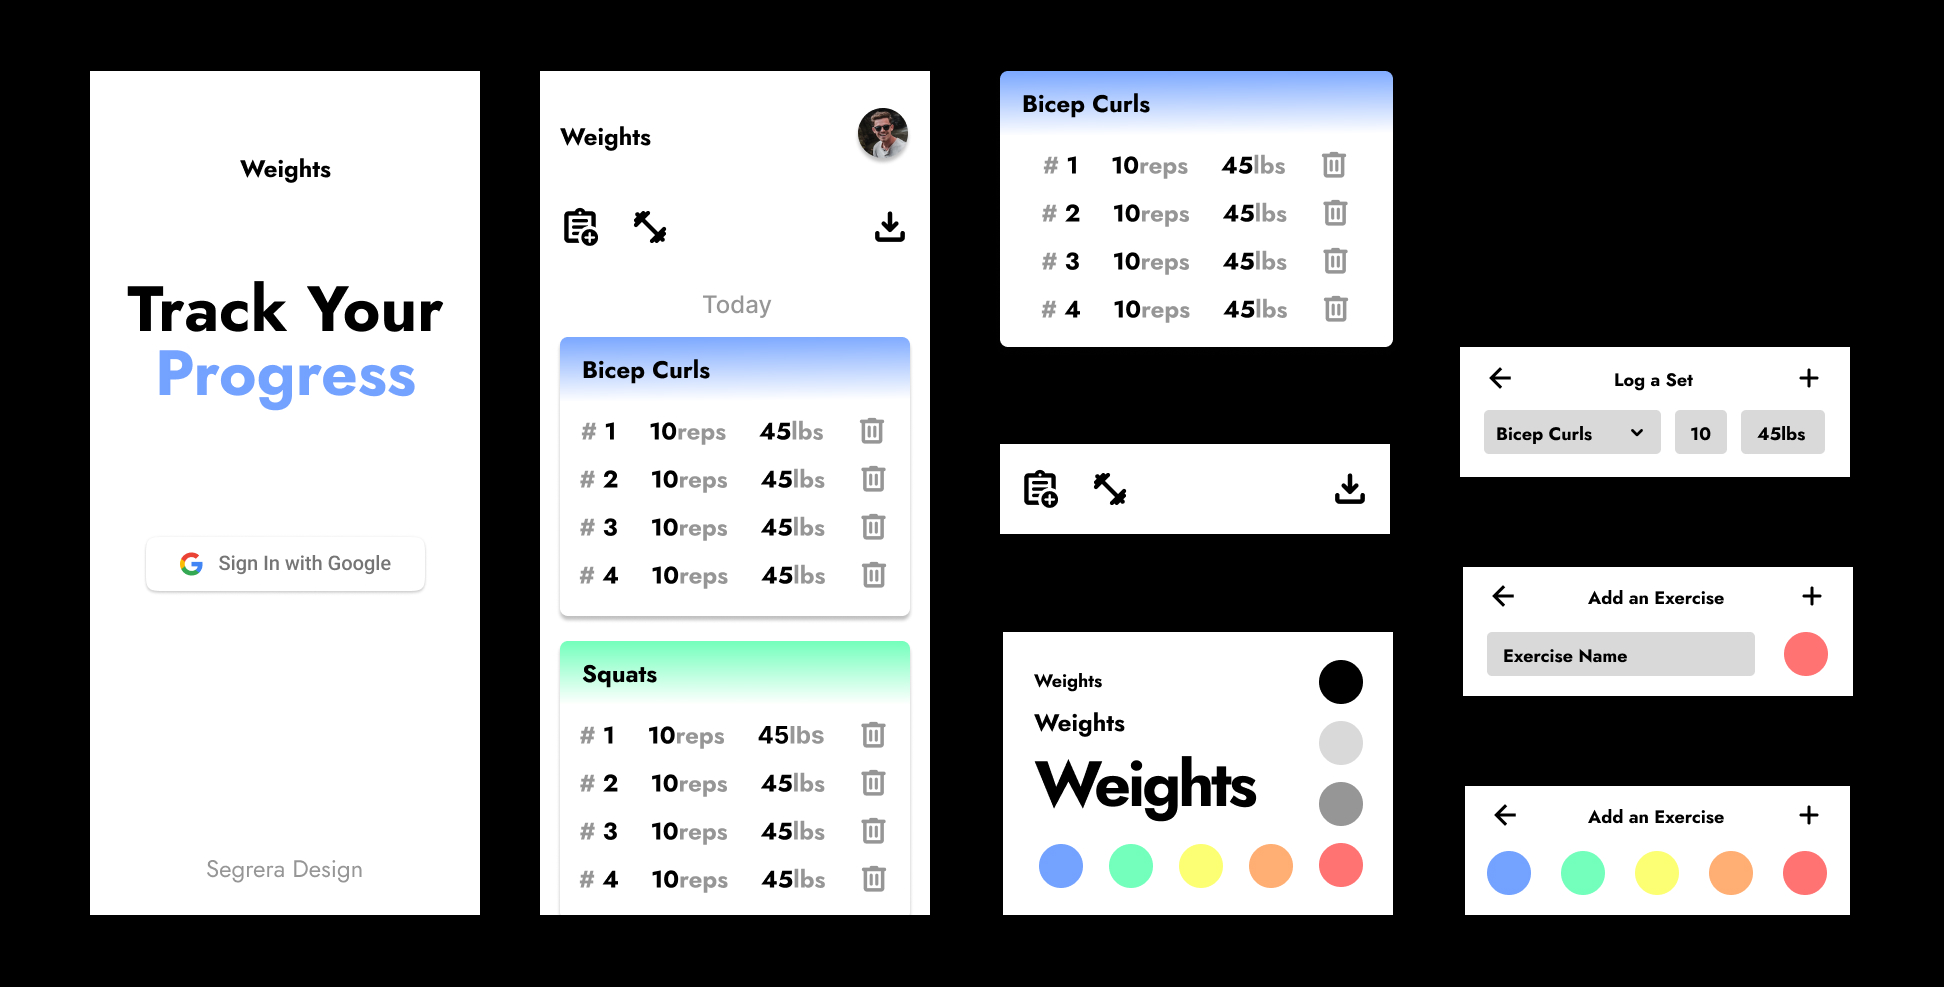 Weights
Track Your
Progress
Sign In with Google
Segrera Design
Weights
Today
Bicep Curls
# 1 10reps 45lbs
# 2 10reps 45lbs
# 3 10reps 45lbs
# 4 10reps 45lbs
Squats
# 1 10reps 45lbs
# 2 10reps 45lbs
# 3 10reps 45lbs
# 4 10reps 45lbs
Bicep Curls
# 1 10reps 45lbs
# 2 10reps 45lbs
# 3 10reps 45lbs
# 4 10reps 45lbs
Weights
Weights
Weights
Log a Set
Bicep Curls 10 45lbs
Add an Exercise
Exercise Name
Add an Exercise